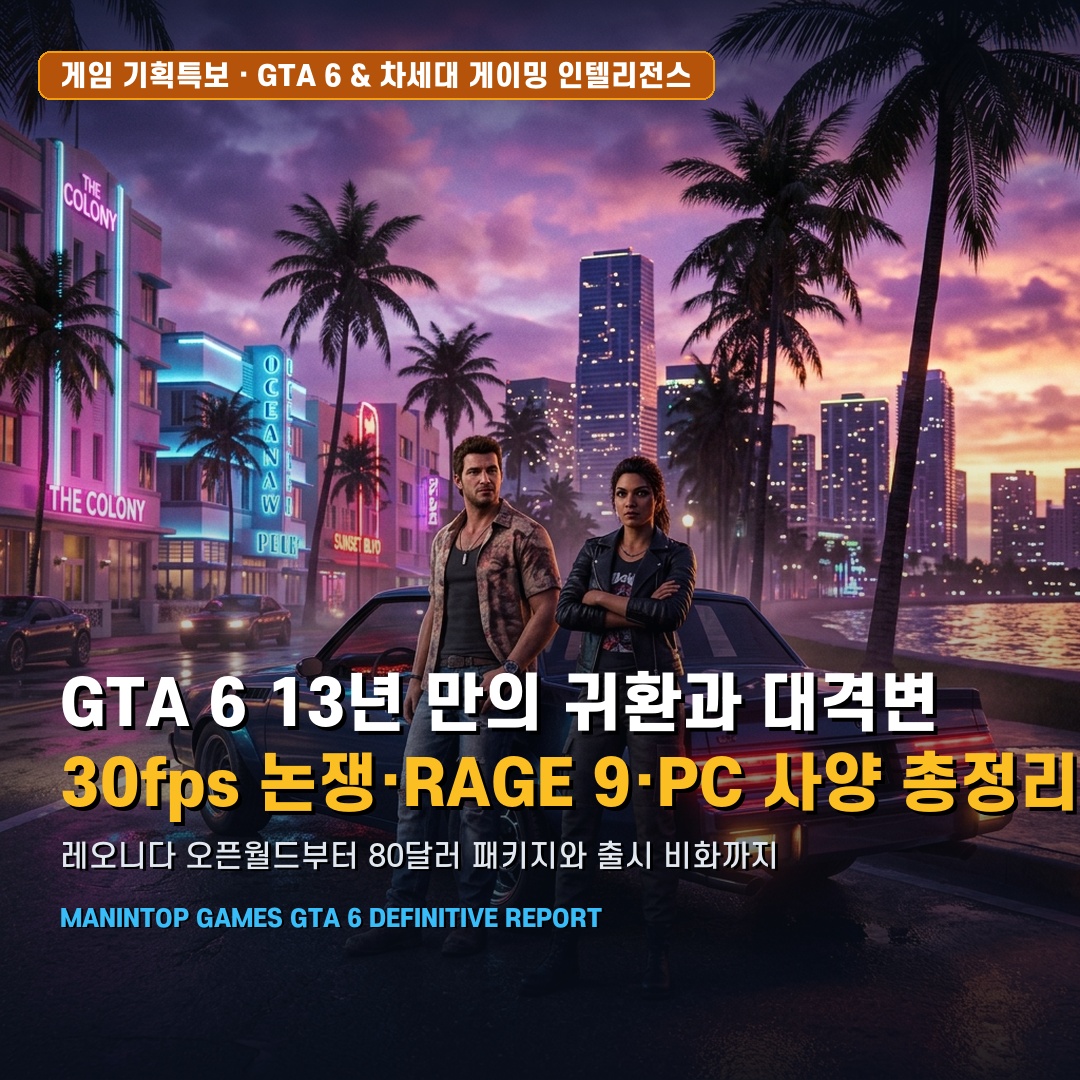 게임 기획특보 · GTA 6 & 차세대 게이밍 인텔리전스
THE COLONY
THE COLONY
OCEANAW
PELK
SUNSET BLVD
GTA 6 13년 만의 귀환과 대격변
30fps 논쟁·RAGE 9·PC 사양 총정리
레오니다 오픈월드부터 80달러 패키지와 출시 비화까지
MANINTOP GAMES GTA 6 DEFINITIVE REPORT